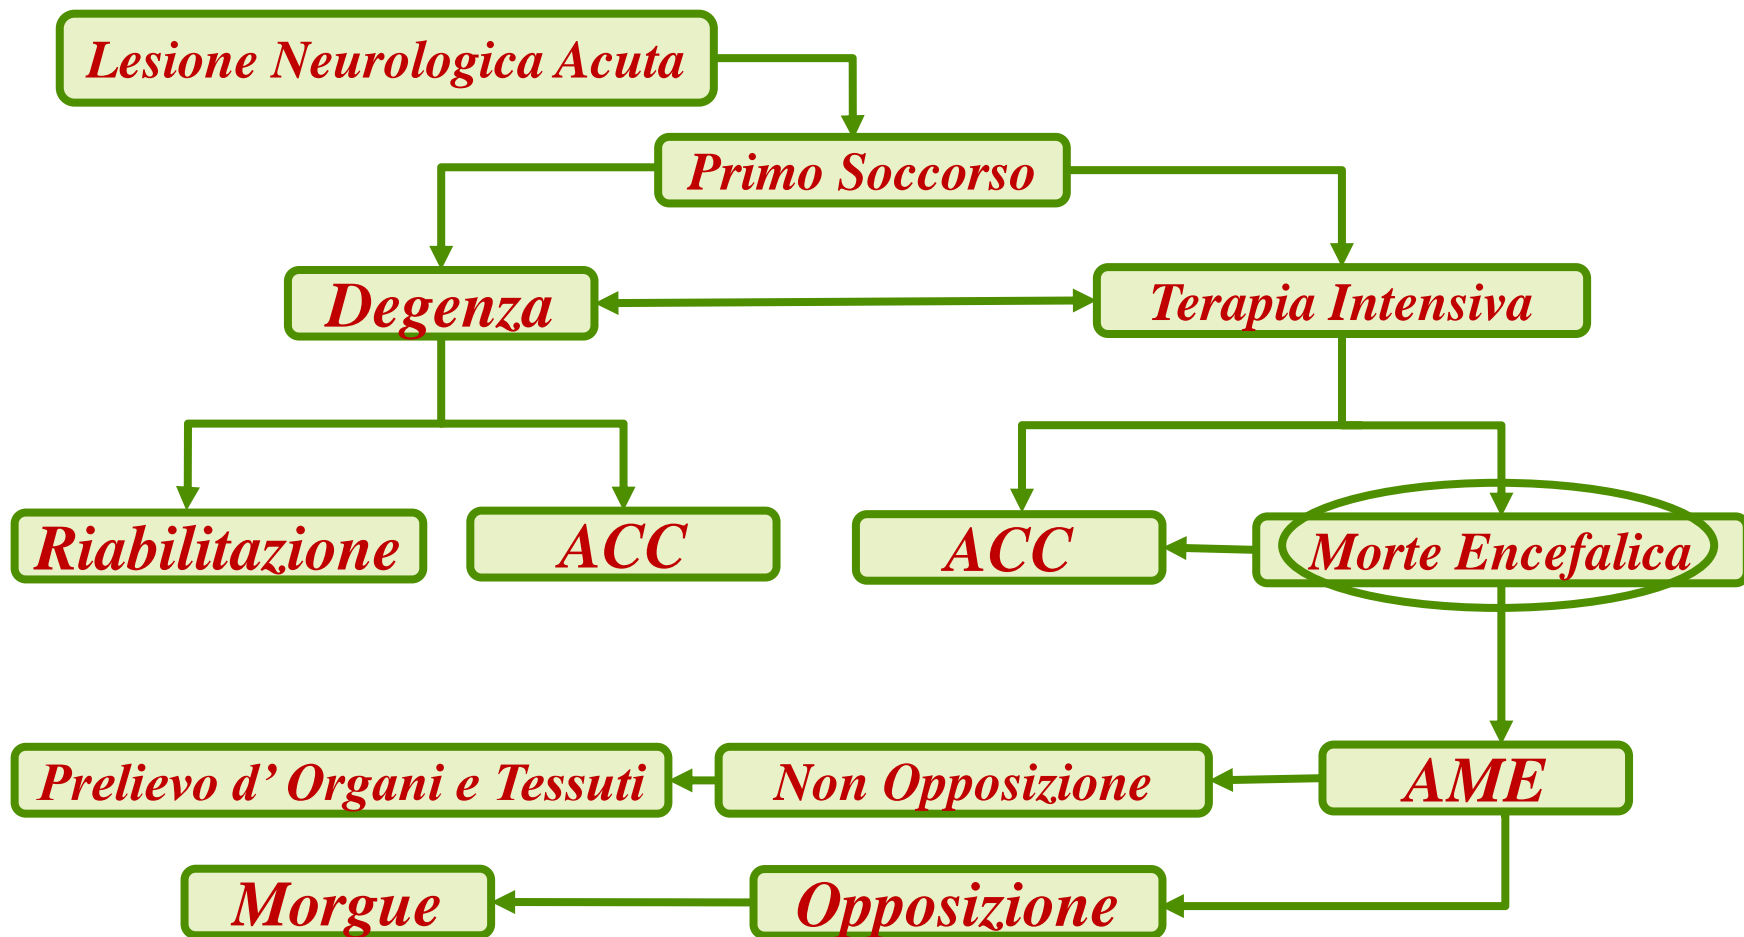 Lesione Neurologica Acuta
Primo Soccorso
Degenza
Terapia Intensiva
Riabilitazione
ACC
ACC
Morte Encefalica
Prelievo d’ Organi e Tessuti
Non Opposizione
AME
Morgue
Opposizione